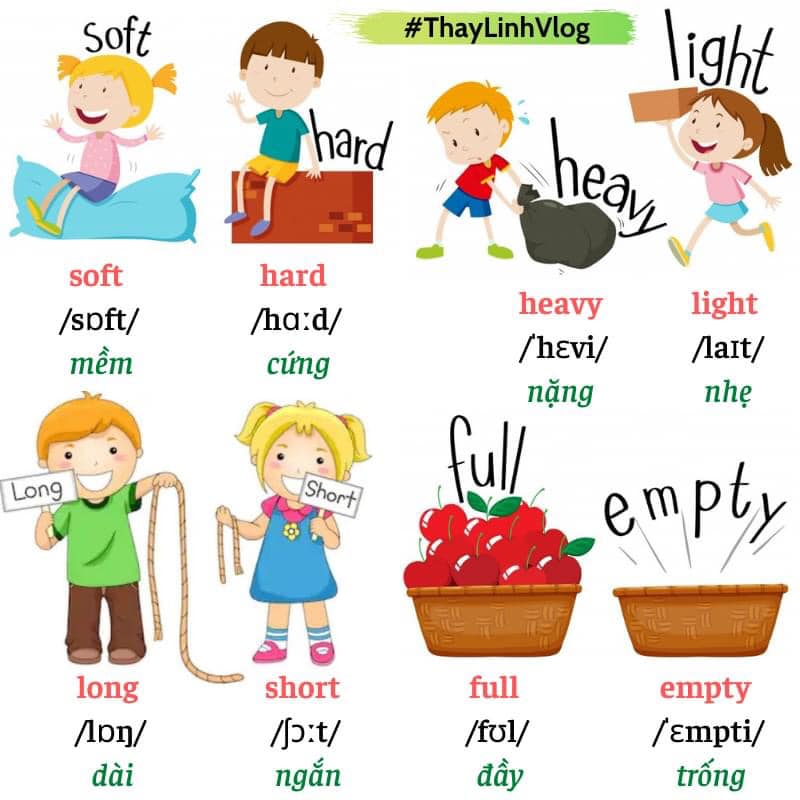 #ThayLinhVlog
soft
hard
heavy
light
soft
/sɒft/
mềm
hard
/hɑːd/
cứng
heavy
/ˈhɛvi/
nặng
light
/laɪt/
nhẹ
Long
Short
full
empty
long
/lɒŋ/
dài
short
/ʃɔːt/
ngắn
full
/fʊl/
đầy
empty
/ˈɛmpti/
trống